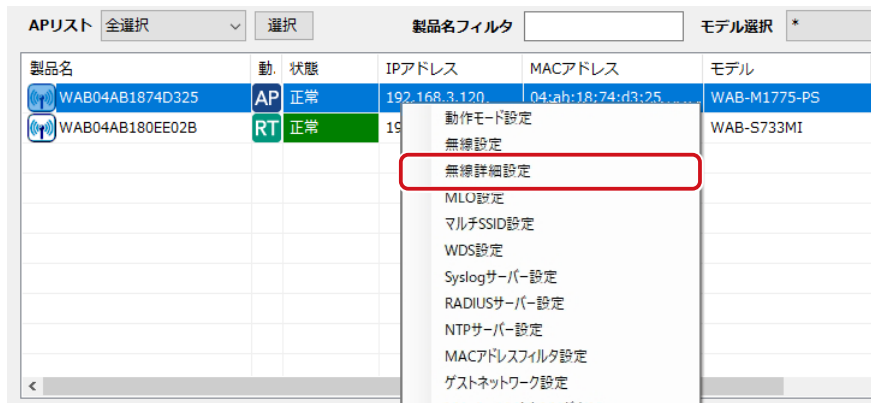 APリスト 全選択 選択 製品名フィルタ モデル選択 *
製品名 動. 状態 IPアドレス MACアドレス モデル
WAB04AB1874D325 AP 正常 192.168.3.120 04:ab:18:74:d3:25 WAB-M1775-PS
WAB04AB180EE02B RT 正常 19 WAB-S733MI
動作モード設定
無線設定
無線詳細設定
MLO設定
マルチSSID設定
WDS設定
Syslogサーバー設定
RADIUSサーバー設定
NTPサーバー設定
MACアドレスフィルタ設定
ゲストネットワーク設定